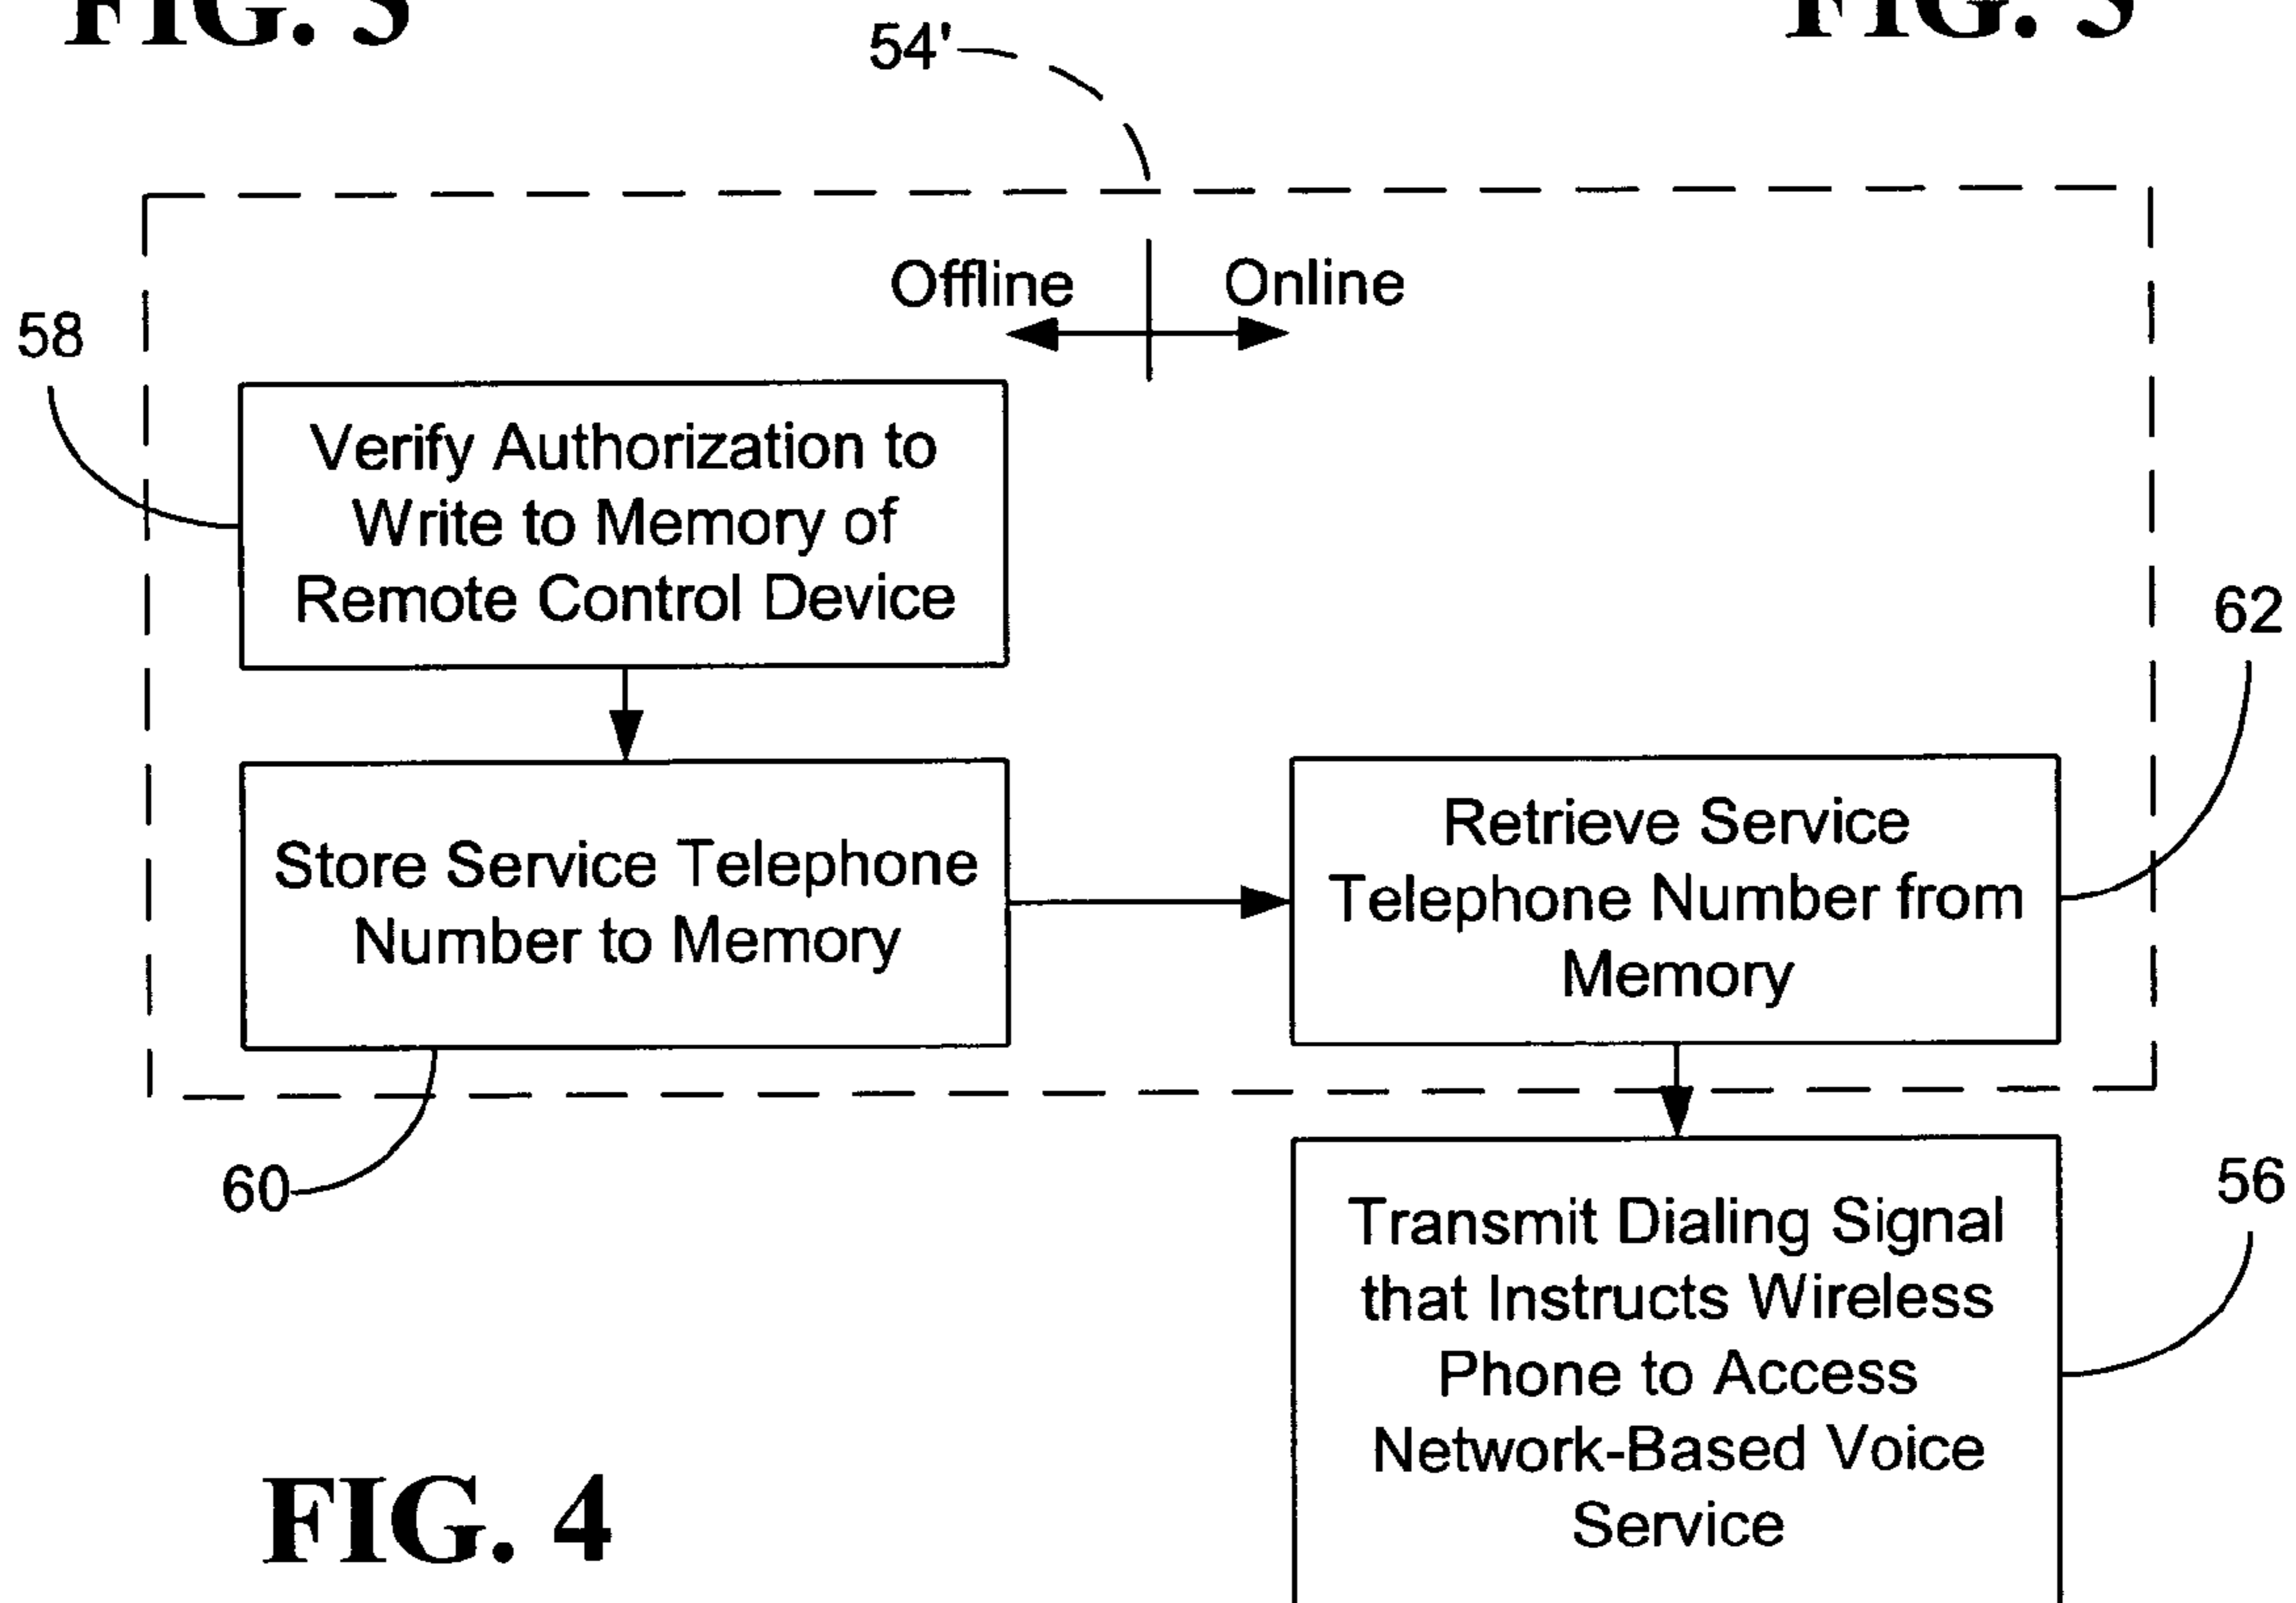 FIG.
FIG.
54'
Offline
Online
58
Verify Authorization to
Write to Memory of
Remote Control Device
62
Store Service Telephone
Number to Memory
Retrieve Service
Telephone Number from
Memory
60
56
Transmit Dialing Signal
that Instructs Wireless
Phone to Access
Network-Based Voice
Service
FIG. 4